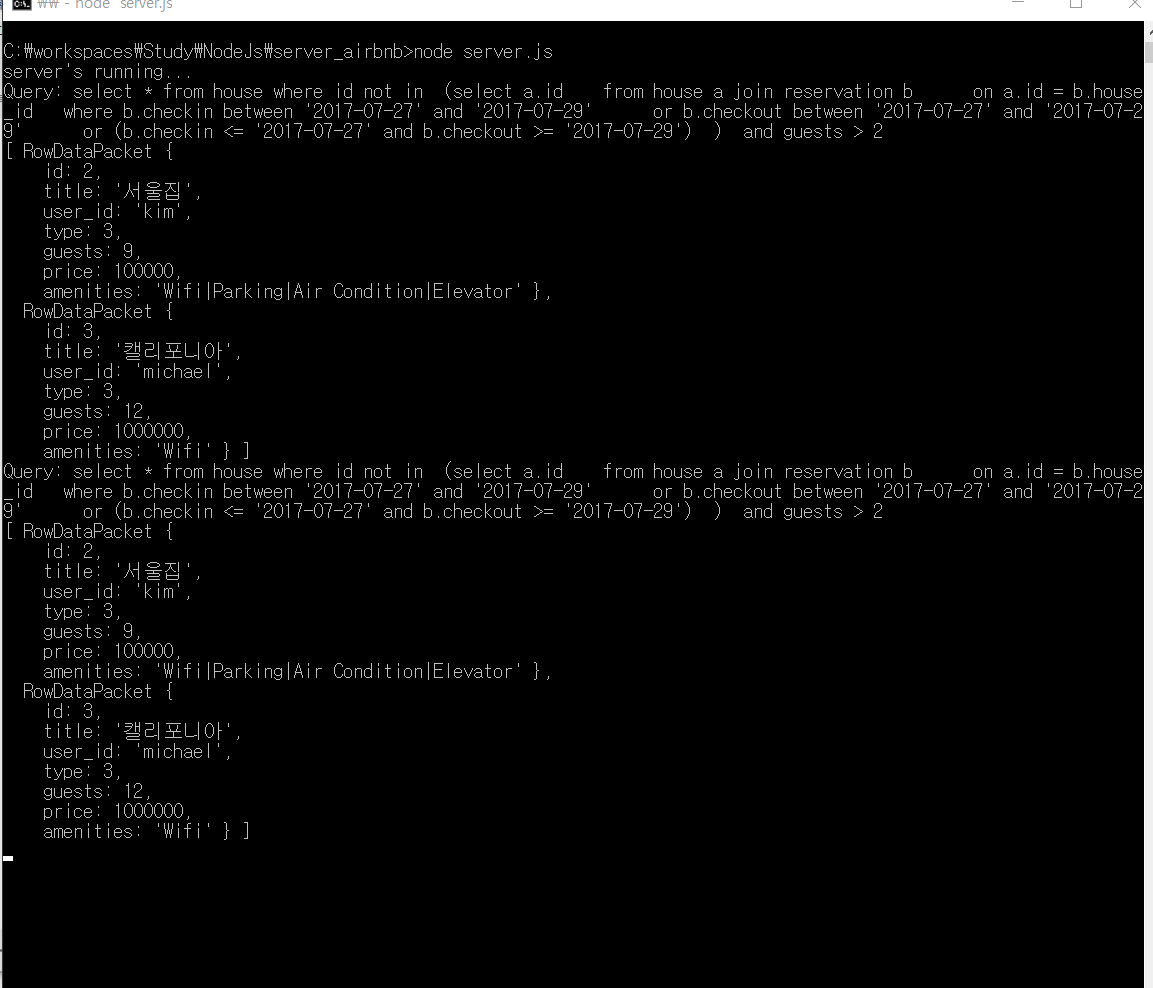 ₩₩ - node  server.js
C:₩workspaces₩Study₩NodeJs₩server_airbnb>node server.js
server's running...
Query: select * from house where id not in  (select a.id    from house a join reservation b      on a.id = b.house
_id   where b.checkin between '2017-07-27' and '2017-07-29'      or b.checkout between '2017-07-27' and '2017-07-2
9'      or (b.checkin <= '2017-07-27' and b.checkout >= '2017-07-29')  )  and guests > 2
[ RowDataPacket {
    id: 2,
    title: '서울집',
    user_id: 'kim',
    type: 3,
    guests: 9,
    price: 100000,
    amenities: 'Wifi|Parking|Air Condition|Elevator' },
  RowDataPacket {
    id: 3,
    title: '캘리포니아',
    user_id: 'michael',
    type: 3,
    guests: 12,
    price: 1000000,
    amenities: 'Wifi' } ]
Query: select * from house where id not in  (select a.id    from house a join reservation b      on a.id = b.house
_id   where b.checkin between '2017-07-27' and '2017-07-29'      or b.checkout between '2017-07-27' and '2017-07-2
9'      or (b.checkin <= '2017-07-27' and b.checkout >= '2017-07-29')  )  and guests > 2
[ RowDataPacket {
    id: 2,
    title: '서울집',
    user_id: 'kim',
    type: 3,
    guests: 9,
    price: 100000,
    amenities: 'Wifi|Parking|Air Condition|Elevator' },
  RowDataPacket {
    id: 3,
    title: '캘리포니아',
    user_id: 'michael',
    type: 3,
    guests: 12,
    price: 1000000,
    amenities: 'Wifi' } ]